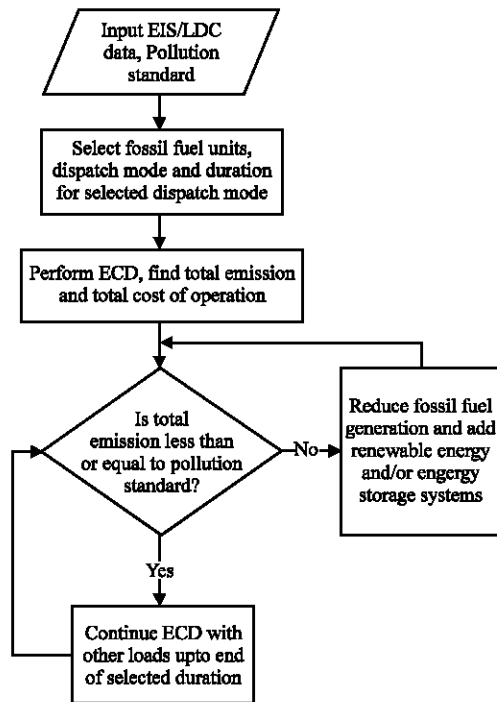 Input EIS/LDC
data, Pollution
standard
Select fossil fuel units,
dispatch mode and duration
for selected dispatch mode
Perform ECD, find total emission
and total cost of operation
Is total
emission less than
or equal to pollution
standard?
No
Reduce fossil fuel
generation and add
renewable energy
and/or engergy
storage systems
Yes
Continue ECD with
other loads upto end
of selected duration